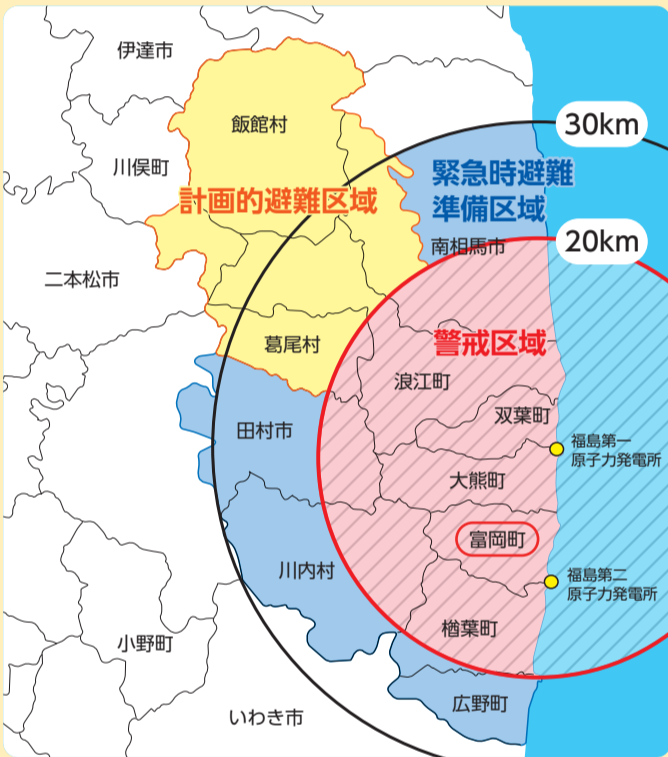 伊達市
飯館村
30km
川俣町
緊急時避難
準備区域
計画的避難区域
南相馬市
20km
二本松市
葛尾村
警戒区域
浪江町
双葉町
田村市
福島第一
原子力発電所
大熊町
富岡町
川内村
福島第二
原子力発電所
楢葉町
小野町
広野町
いわき市